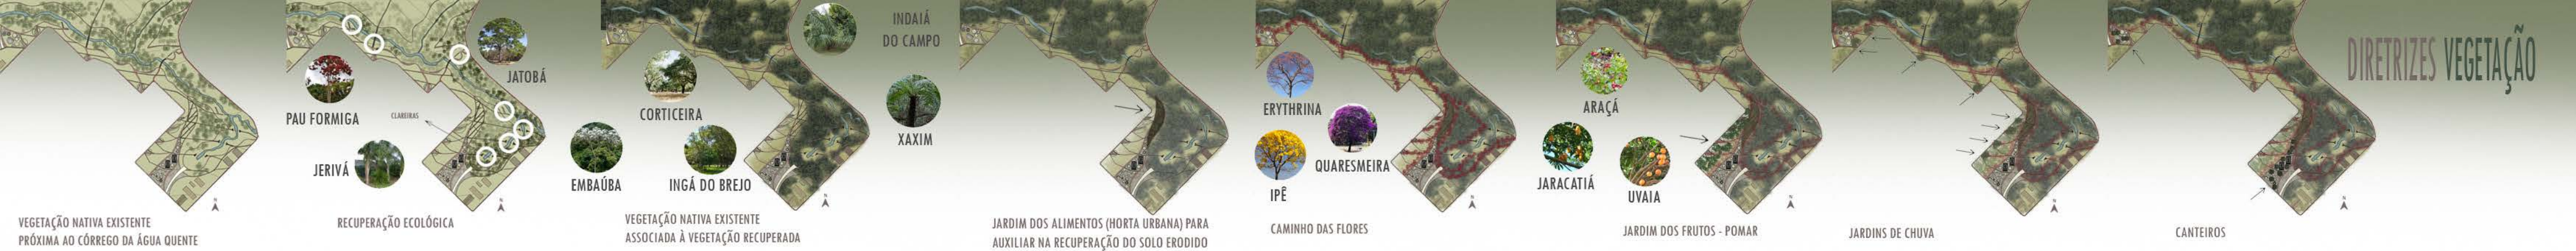 DIRETRIZES VEGETAÇÃO
VEGETAÇÃO NATIVA EXISTENTE
PRÓXIMA AO CÓRREGO DA ÁGUA QUENTE
N
JATOBÁ
PAU FORMIGA
CLAREIRAS
JERIVÁ
RECUPERAÇÃO ECOLÓGICA
N
INDAIÁ
DO CAMPO
CORTICEIRA
XAXIM
EMBAÚBA
INGÁ DO BREJO
VEGETAÇÃO NATIVA EXISTENTE
ASSOCIADA À VEGETAÇÃO RECUPERADA
N
JARDIM DOS ALIMENTOS (HORTA URBANA) PARA
AUXILIAR NA RECUPERAÇÃO DO SOLO ERODIDO
ERYTHRINA
QUARESMEIRA
IPÊ
CAMINHO DAS FLORES
N
ARAÇÁ
JARACATIÁ
UVAIA
JARDIM DOS FRUTOS - POMAR
N
JARDINS DE CHUVA
N
CANTEIROS
N